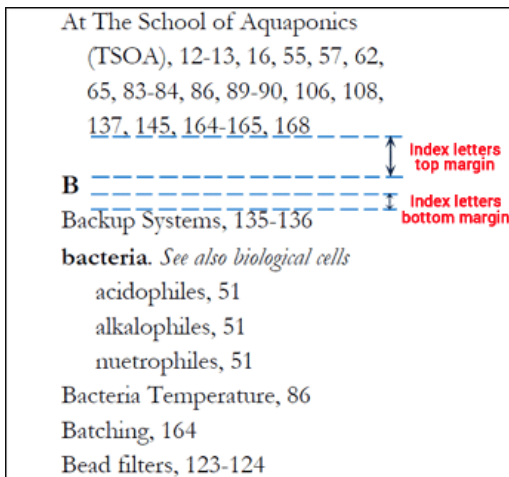 At The School of Aquaponics
(TSOA), 12-13, 16, 55, 57, 62,
65, 83-84, 86, 89-90, 106, 108,
137, 145, 164-165, 168
Index letters
top margin
B
Index letters
bottom margin
Backup Systems, 135-136
bacteria. See also biological cells
acidophiles, 51
alkalophiles, 51
nuetrophiles, 51
Bacteria Temperature, 86
Batching, 164
Bead filters, 123-124